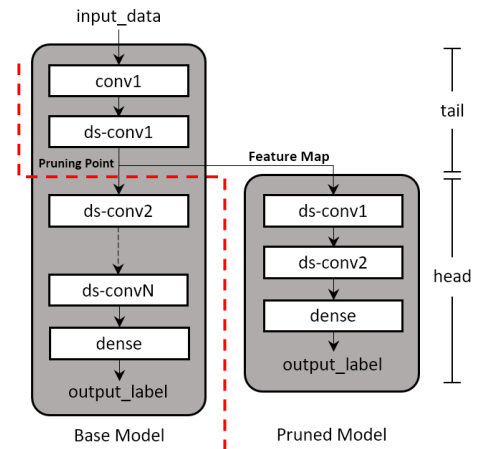 input_data
conv1
ds-conv1
tail
Pruning Point
Feature Map
ds-conv2
ds-convN
dense
output_label
Base Model
ds-conv1
ds-conv2
dense
output_label
Pruned Model
head